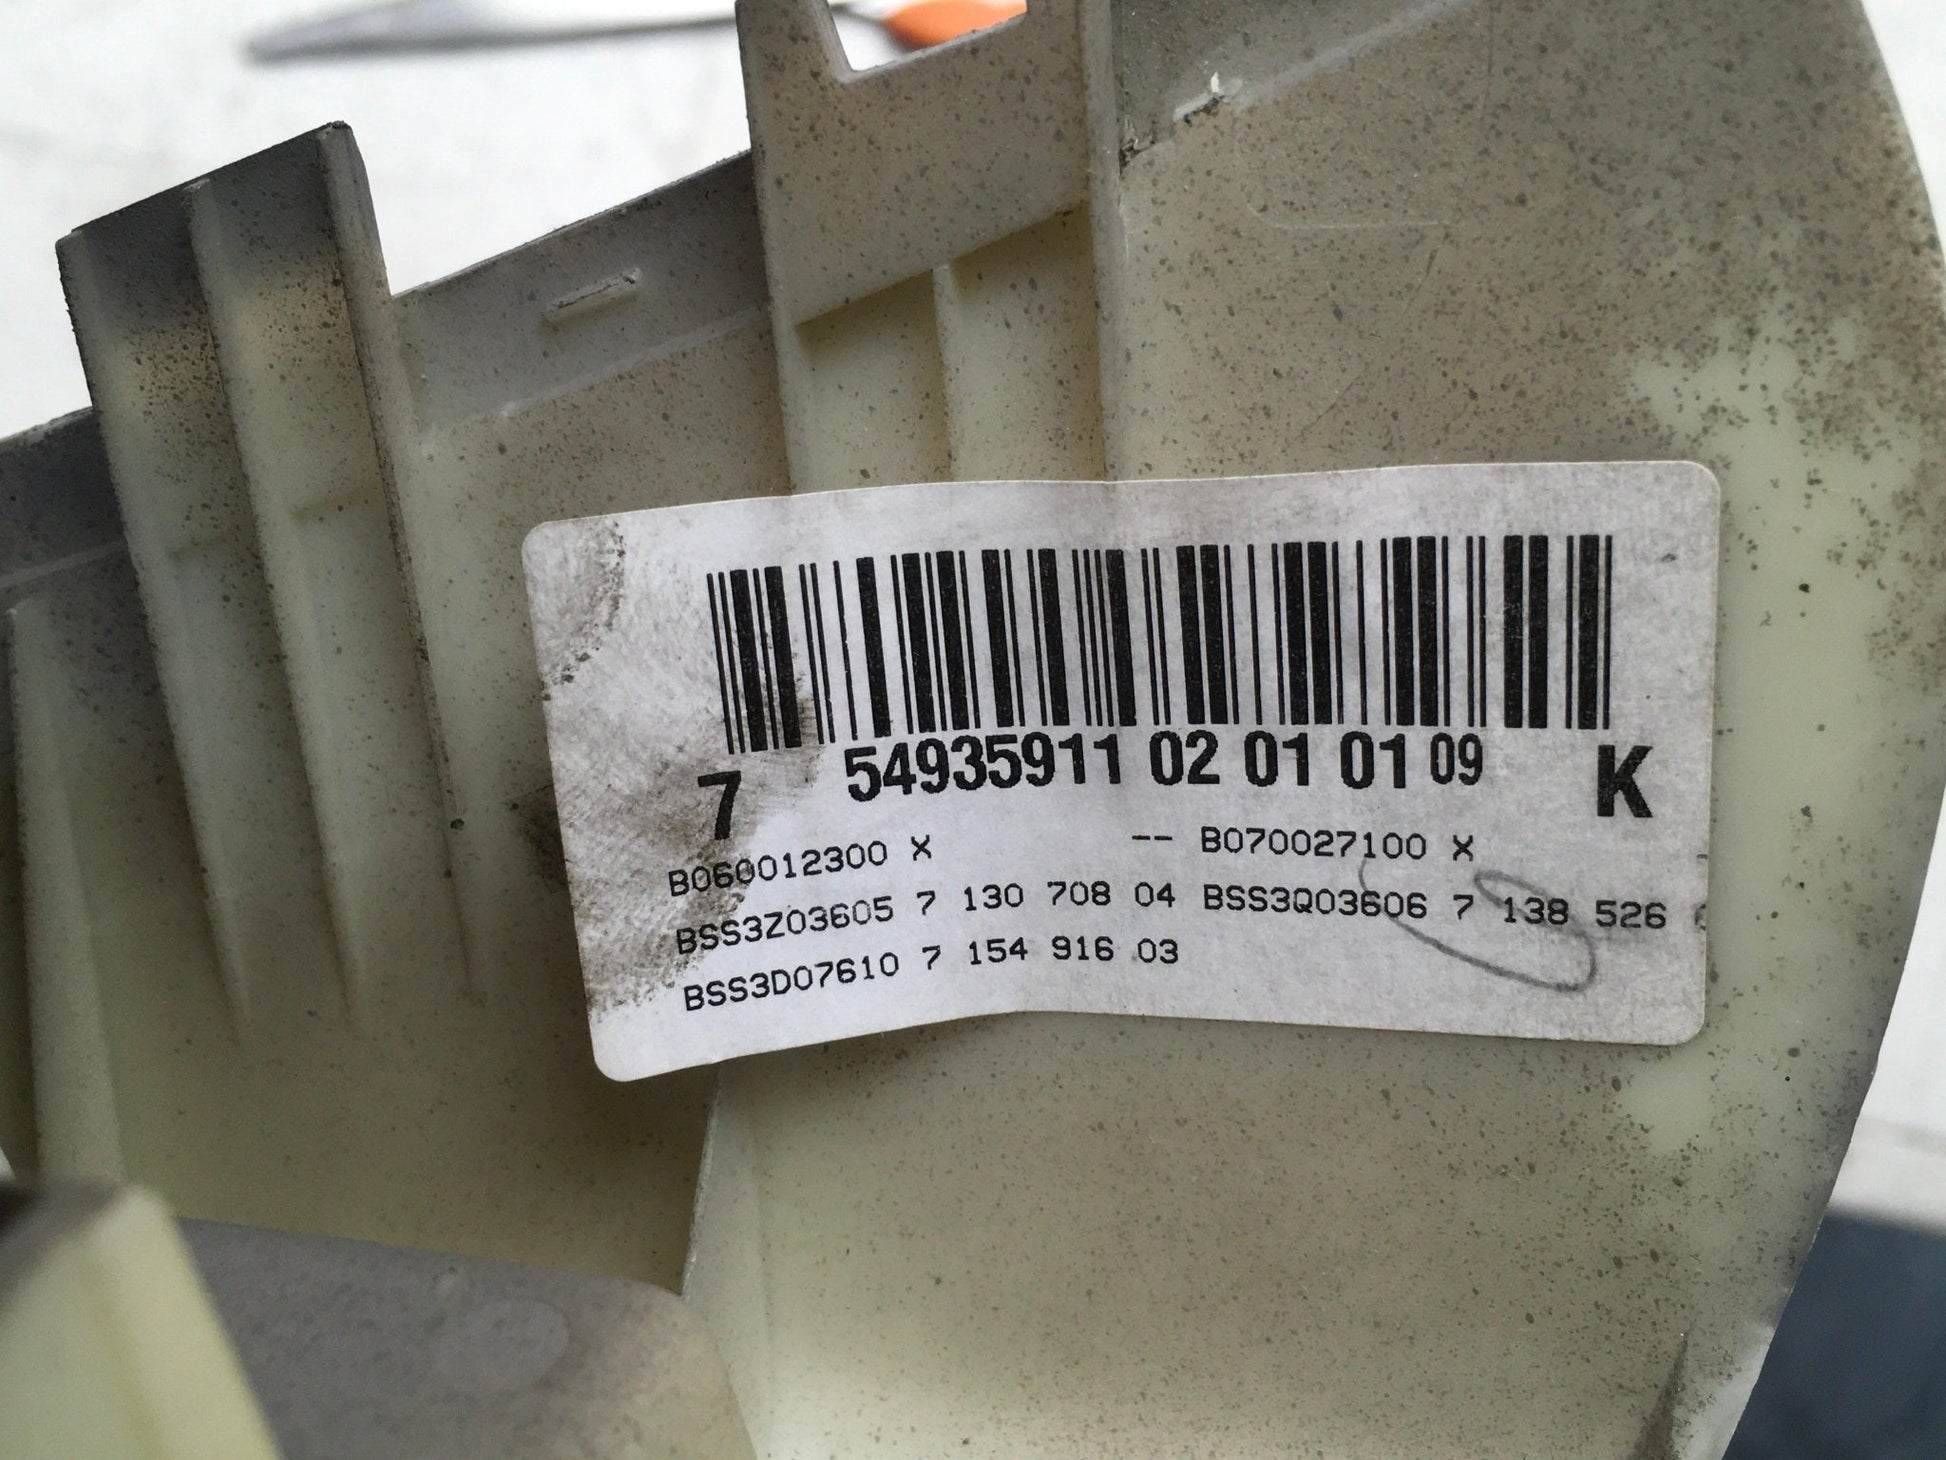 7 54935911 02 01 01 09 K
B060012300 X -- B070027100 X
BSS3Z03605 7 130 708 04 BSS3Q03606 7 138 526
BSS3D07610 7 154 916 03